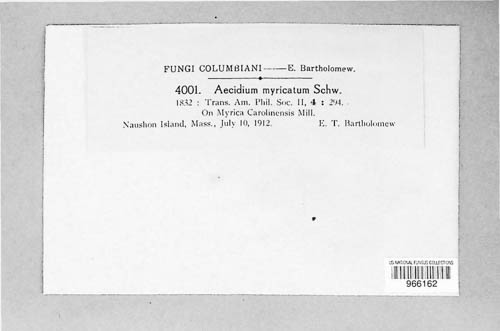 FUNGI COLUMBIANI——E. Bartholomew.
4001. Aecidium myricatum Schw.
1832 : Trans. Am. Phil. Soc. II, 4 : 294.
On Myrica Carolinensis Mill.
Naushon Island, Mass., July 10, 1912. E. T. Bartholomew
US NATIONAL FUNGUS COLLECTIONS
966162